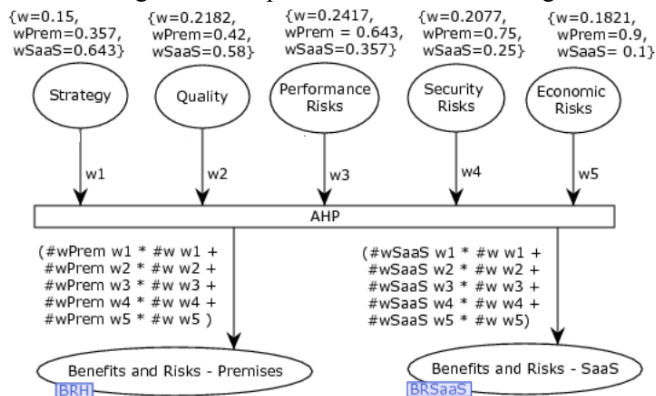 {w=0.15,
wPrem=0.357,
wSaaS=0.643}
{w=0.2182,
wPrem=0.42,
wSaaS=0.58}
{w=0.2417,
wPrem = 0.643,
wSaaS=0.357}
{w=0.2077,
wPrem=0.75,
wSaaS=0.25}
{w=0.1821,
wPrem=0.9,
wSaaS= 0.1}
Strategy
Quality
Performance
Risks
Security
Risks
Economic
Risks
w1
w2
w3
w4
w5
AHP
(#wPrem w1 * #w w1 +
#wPrem w2 * #w w2 +
#wPrem w3 * #w w3 +
#wPrem w4 * #w w4 +
#wPrem w5 * #w w5 )
(#wSaaS w1 * #w w1 +
#wSaaS w2 * #w w2 +
#wSaaS w3 * #w w3 +
#wSaaS w4 * #w w4 +
#wSaaS w5 * #w w5)
Benefits and Risks - Premises
BRH
Benefits and Risks - SaaS
BRSaaS